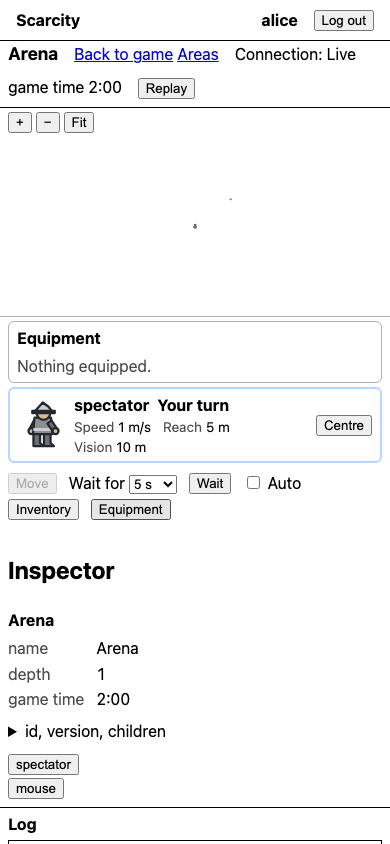 Scarcity alice Log out
Arena Back to game Areas Connection: Live
game time 2:00 Replay
+ − Fit
Equipment
Nothing equipped.
spectator Your turn
Speed 1 m/s Reach 5 m
Vision 10 m
Centre
Move Wait for 5 s Wait Auto
Inventory Equipment
Inspector
Arena
name Arena
depth 1
game time 2:00
id, version, children
spectator
mouse
Log